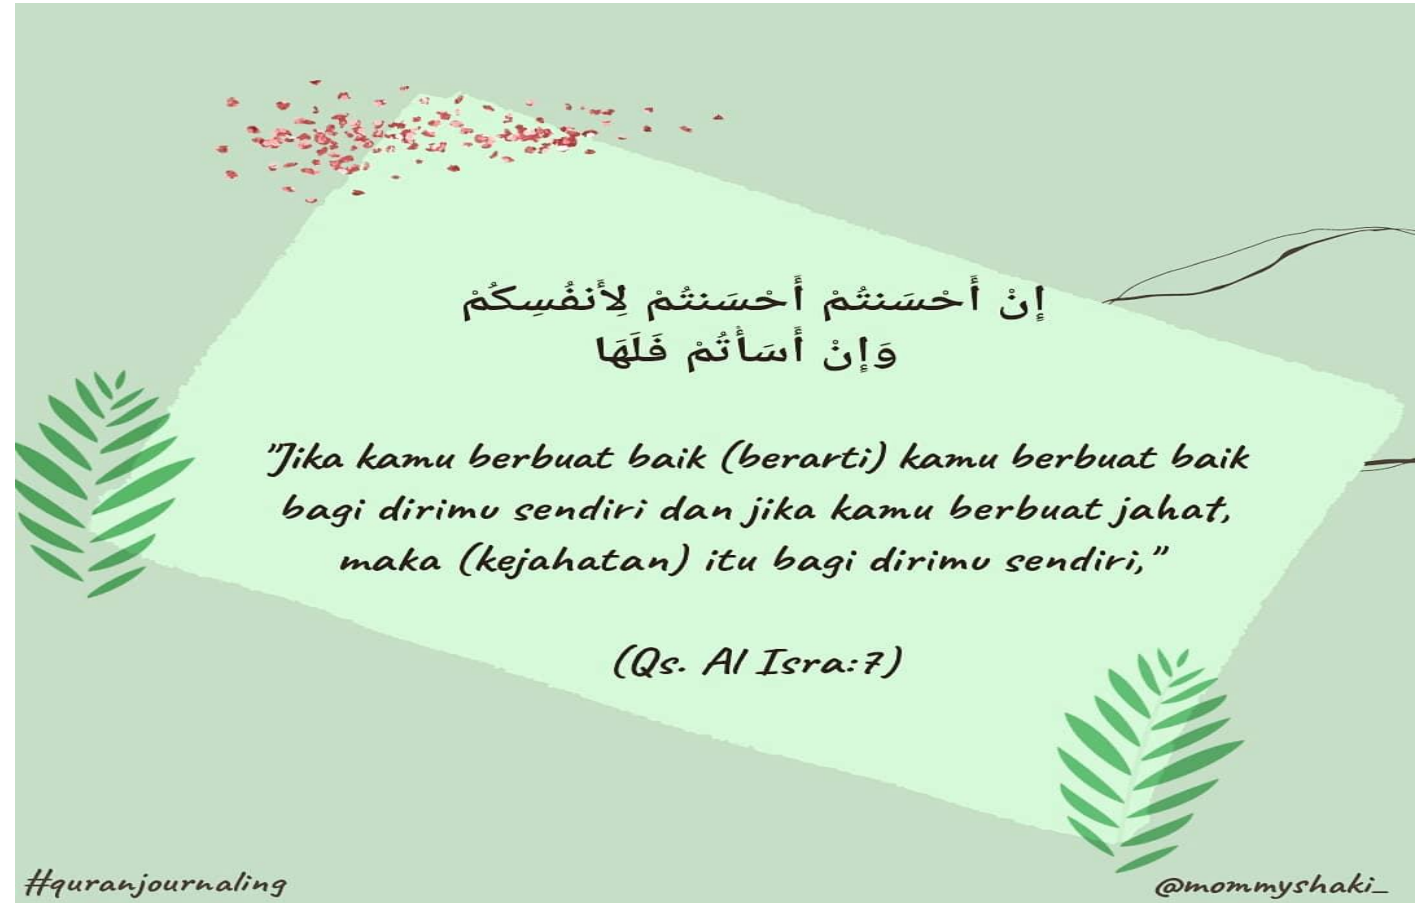 إِنْ أَحْسَنتُمْ أَحْسَنتُمْ لِأَنفُسِكُمْ
وَإِنْ أَسَأْتُمْ فَلَهَا
"Jika kamu berbuat baik (berarti) kamu berbuat baik
bagi dirimu sendiri dan jika kamu berbuat jahat,
maka (kejahatan) itu bagi dirimu sendiri,"
(Qs. Al Isra:7)
#quranjournaling
@mommyshaki_